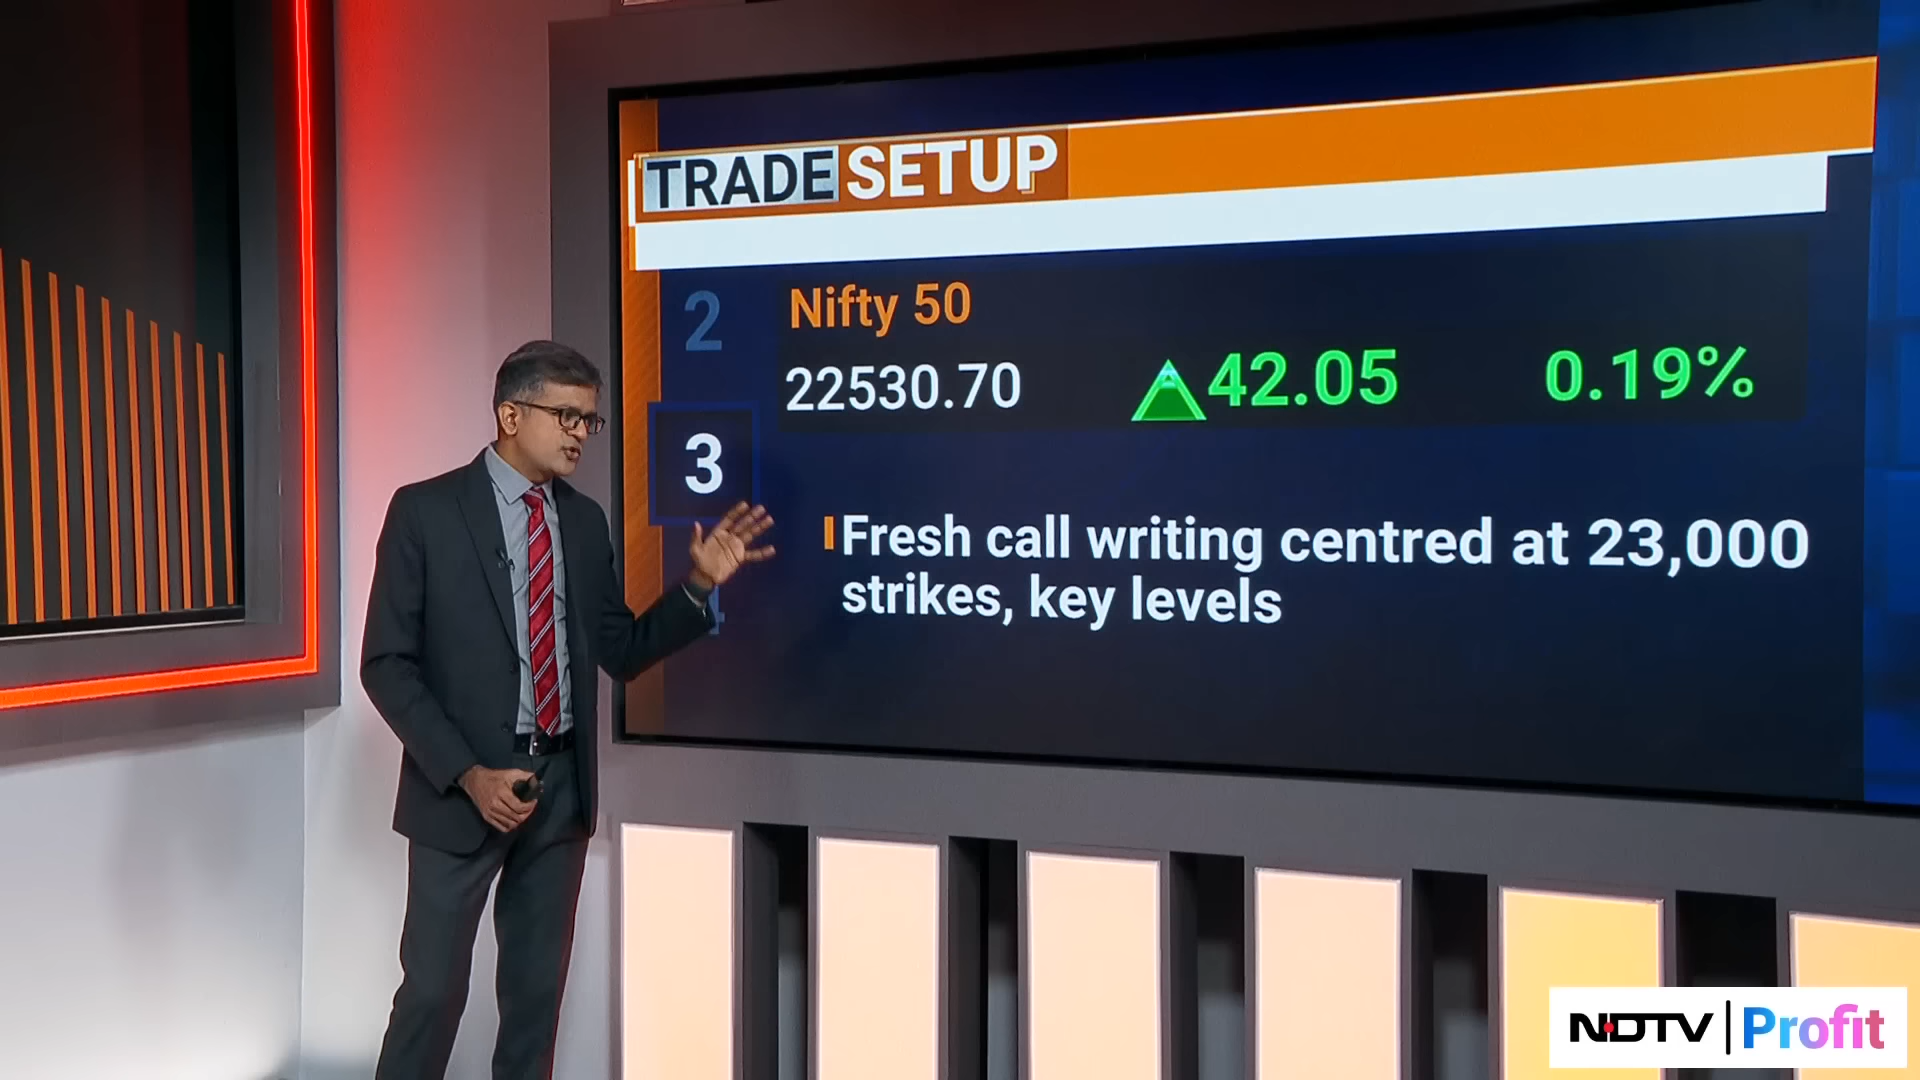 TRADE SETUP
2
Nifty 50
22530.70 42.05 0.19%
3
Fresh call writing centred at 23,000
strikes, key levels
NDTV Profit